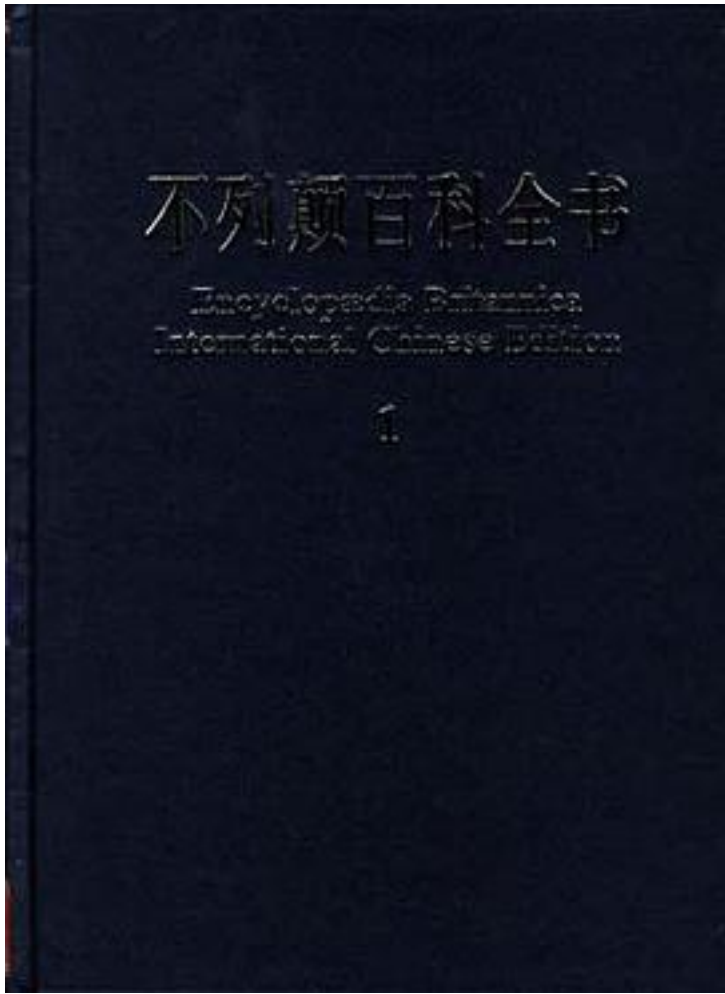 不列颠百科全书
Encyclopædia Britannica
International Chinese Edition
1